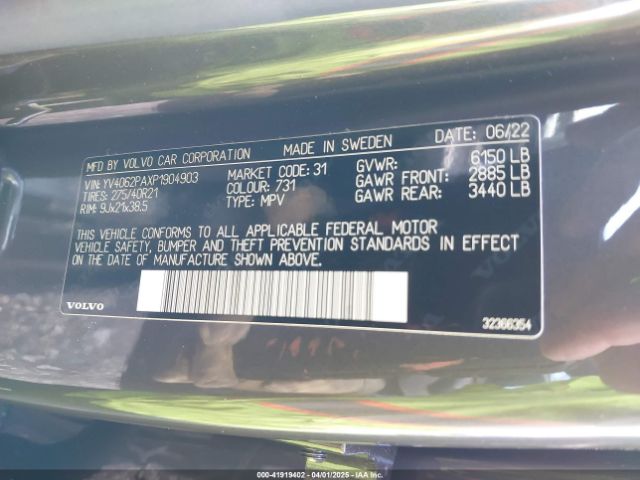 MFD BY VOLVO CAR CORPORATION MADE IN SWEDEN DATE: 06/22
VIN: YV4062PAXP1904903 MARKET CODE: 31 GVWR: 6150 LB
TIRES: 275/40R21 COLOUR: 731 GAWR FRONT: 2885 LB
RIM: 9Jx21x38.5 TYPE: MPV GAWR REAR: 3440 LB
THIS VEHICLE CONFORMS TO ALL APPLICABLE FEDERAL MOTOR
VEHICLE SAFETY, BUMPER AND THEFT PREVENTION STANDARDS IN EFFECT
ON THE DATE OF MANUFACTURE SHOWN ABOVE.
VOLVO 32366354
000-41919402 - 04/01/2025 - IAAI.COM